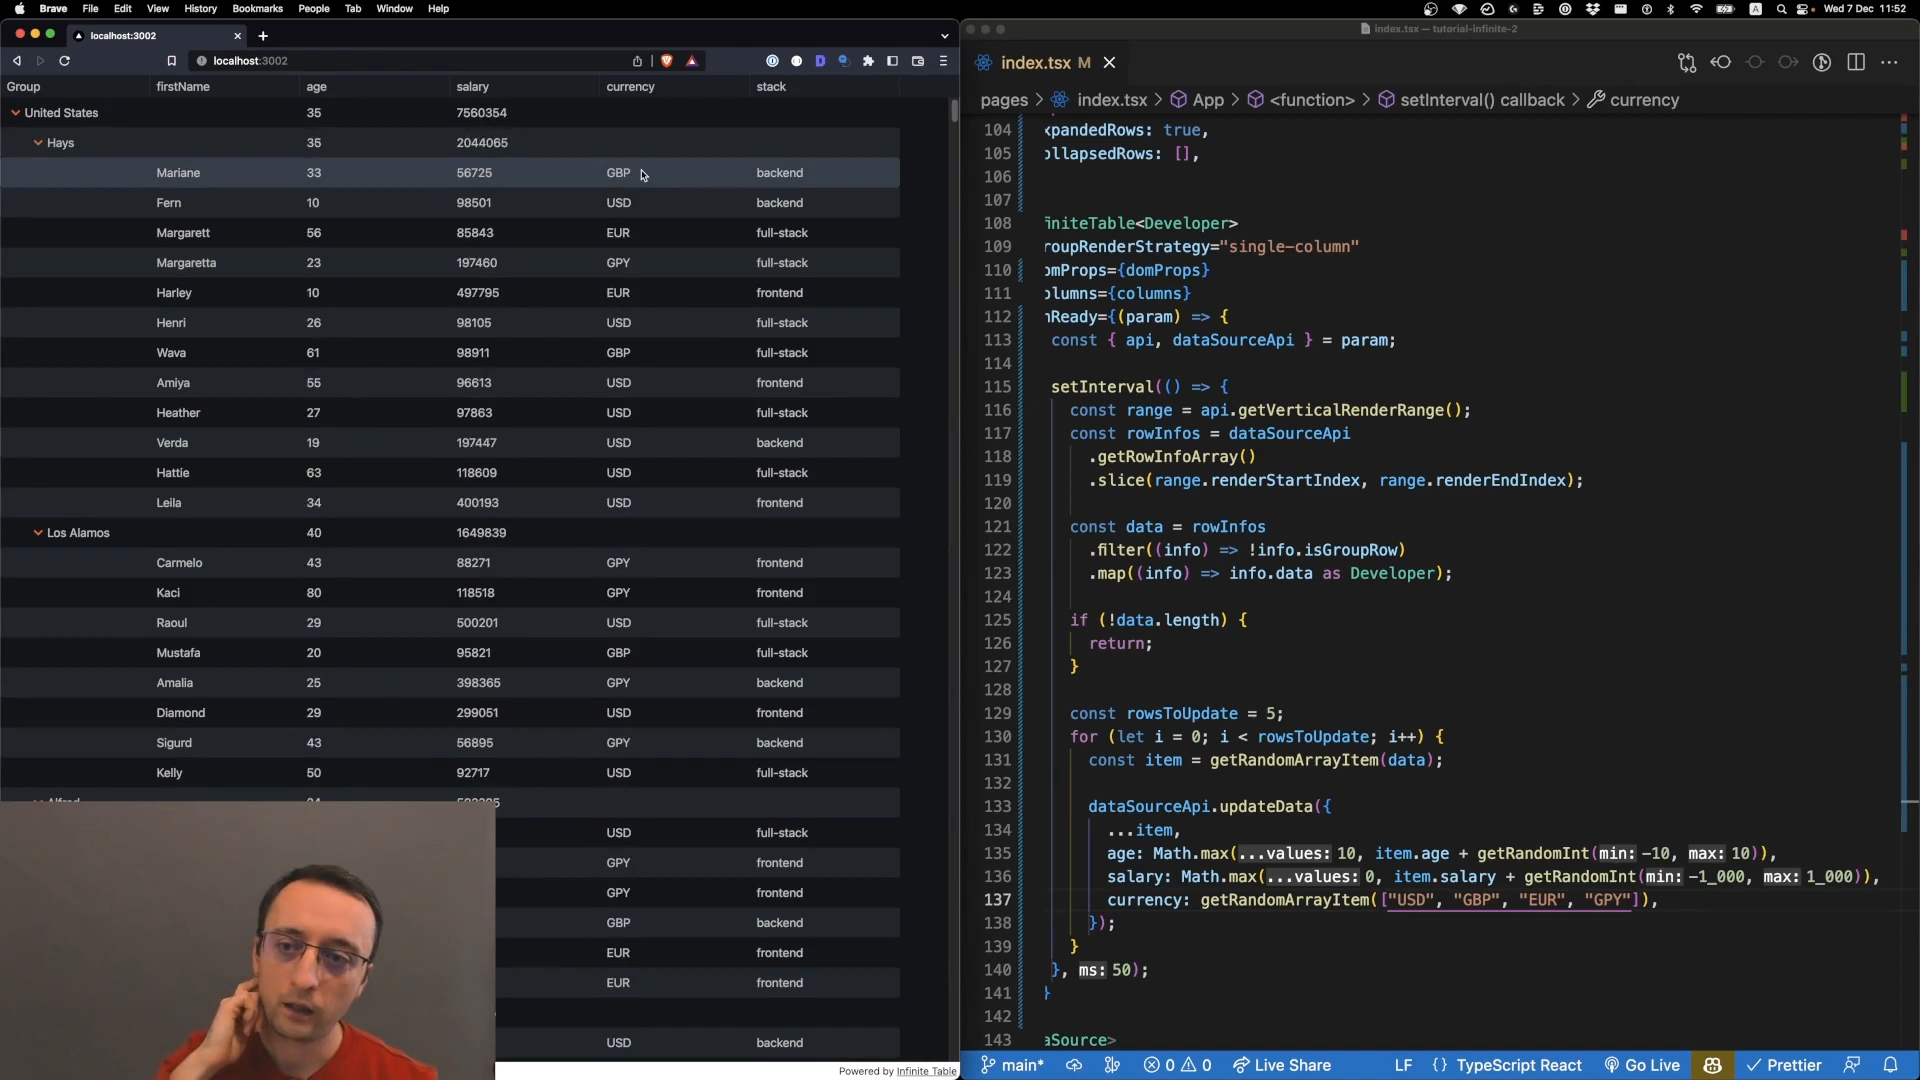 Brave File Edit View History Bookmarks People Tab Window Help Wed 7 Dec 11:52
localhost:3002
localhost:3002
Group firstName age salary currency stack
United States 35 7560354
Hays 36 2044065
Mariane 33 56725 GBP backend
Fern 10 98501 USD backend
Margarett 56 85843 EUR full-stack
Margaretta 23 197460 GPY full-stack
Harley 10 497795 EUR frontend
Henri 26 98105 USD full-stack
Wava 61 98911 GBP full-stack
Amiya 55 96613 USD frontend
Heather 27 97863 USD full-stack
Verda 19 197447 USD backend
Hattie 63 118609 USD full-stack
Leila 34 400193 USD frontend
Los Alamos 40 1649839
Carmelo 43 88271 GPY frontend
Kaci 80 118518 GPY frontend
Raoul 29 500201 USD full-stack
Mustafa 20 95821 GBP full-stack
Amalia 25 398365 GPY backend
Diamond 29 299051 USD frontend
Sigurd 43 56895 GPY backend
Kelly 50 92717 USD full-stack
USD full-stack
GPY frontend
GPY frontend
GBP backend
EUR frontend
EUR frontend
USD backend
Powered by Infinite Table
index.tsx — tutorial-infinite-2
index.tsx M
pages > index.tsx > App > <function> > setInterval() callback > currency
104 xpandedRows: true,
105 ollapsedRows: [],
106
107
108 finiteTable<Developer>
109 roupRenderStrategy="single-column"
110 omProps={domProps}
111 olumns={columns}
112 nReady={(param) => {
113 const { api, dataSourceApi } = param;
114
115 setInterval(() => {
116 const range = api.getVerticalRenderRange();
117 const rowInfos = dataSourceApi
118 .getRowInfoArray()
119 .slice(range.renderStartIndex, range.renderEndIndex);
120
121 const data = rowInfos
122 .filter((info) => !info.isGroupRow)
123 .map((info) => info.data as Developer);
124
125 if (!data.length) {
126 return;
127 }
128
129 const rowsToUpdate = 5;
130 for (let i = 0; i < rowsToUpdate; i++) {
131 const item = getRandomArrayItem(data);
132
133 dataSourceApi.updateData({
134 ...item,
135 age: Math.max(...values: 10, item.age + getRandomInt(min: -10, max: 10)),
136 salary: Math.max(...values: 0, item.salary + getRandomInt(min: -1_000, max: 1_000)),
137 currency: getRandomArrayItem(["USD", "GBP", "EUR", "GPY"]),
138 });
139 }
140 }, ms: 50);
141 }
142
143 aSource>
main* 0 0 Live Share LF {} TypeScript React Go Live Prettier